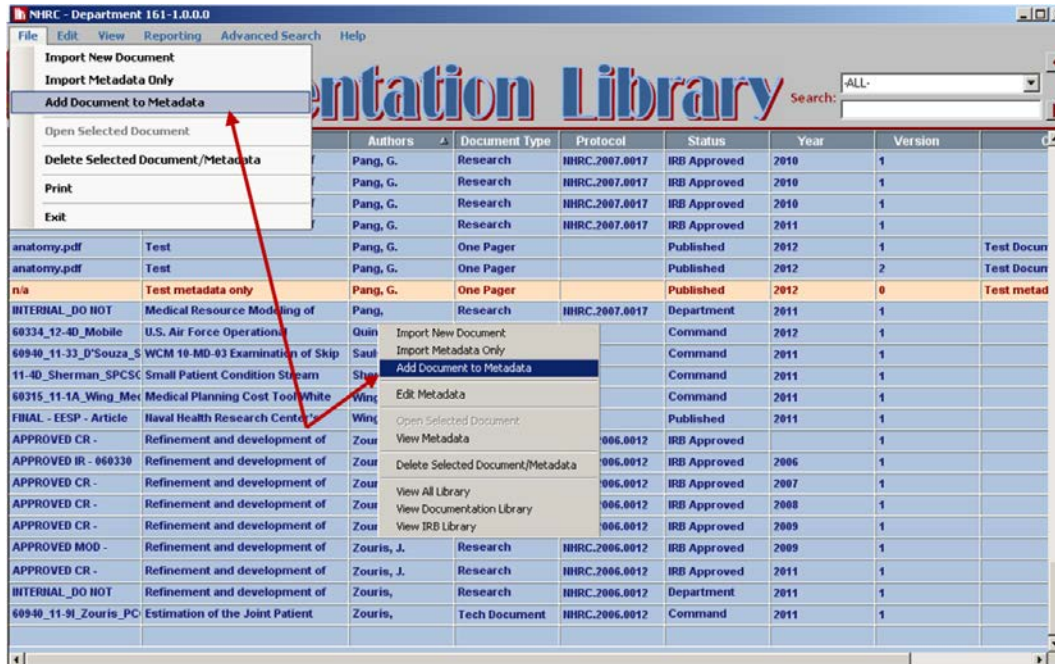 NHRC - Department 161-1.0.0.0
File Edit View Reporting Advanced Search Help
Import New Document
Import Metadata Only
Add Document to Metadata
Open Selected Document
Delete Selected Document/Metadata
Print
Exit
entation Library
Search: -ALL-
Authors Document Type Protocol Status Year Version
Pang, G. Research NHRC.2007.0017 IRB Approved 2010 1
Pang, G. Research NHRC.2007.0017 IRB Approved 2010 1
Pang, G. Research NHRC.2007.0017 IRB Approved 2010 1
Pang, G. Research NHRC.2007.0017 IRB Approved 2011 1
anatomy.pdf Test Pang, G. One Pager Published 2012 1 Test Docum
anatomy.pdf Test Pang, G. One Pager Published 2012 2 Test Docum
n/a Test metadata only Pang, G. One Pager Published 2012 0 Test metad
INTERNAL_DO NOT Medical Resource Modeling of Pang, Research NHRC.2007.0017 Department 2011 1
60334_12-4D_Mobile U.S. Air Force Operational Quin Command 2012 1
60940_11-33_D'Souza_S WCM 10-MD-03 Examination of Skip Saul Command 2011 1
11-4D_Sherman_SPCSC Small Patient Condition Stream Command 2011 1
60315_11-1A_Wing_Mec Medical Planning Cost Tool White Wing Command 2011 1
FINAL - EESP - Article Naval Health Research Center's Wing Published 2011 1
APPROVED CR - Refinement and development of Zour 006.0012 IRB Approved 1
APPROVED IR - 060330 Refinement and development of Zour 006.0012 IRB Approved 2006 1
APPROVED CR - Refinement and development of Zour 006.0012 IRB Approved 2007 1
APPROVED CR - Refinement and development of Zour 006.0012 IRB Approved 2008 1
APPROVED CR - Refinement and development of Zour 006.0012 IRB Approved 2009 1
APPROVED MOD - Refinement and development of Zouris, J. Research NHRC.2006.0012 IRB Approved 2009 1
APPROVED CR - Refinement and development of Zouris, J. Research NHRC.2006.0012 IRB Approved 2011 1
INTERNAL_DO NOT Refinement and development of Zouris, Research NHRC.2006.0012 Department 2011 1
60940_11-9I_Zouris_PC Estimation of the Joint Patient Zouris, Tech Document NHRC.2006.0012 Command 2011 1
Import New Document
Import Metadata Only
Add Document to Metadata
Edit Metadata
Open Selected Document
View Metadata
Delete Selected Document/Metadata
View All Library
View Documentation Library
View IRB Library